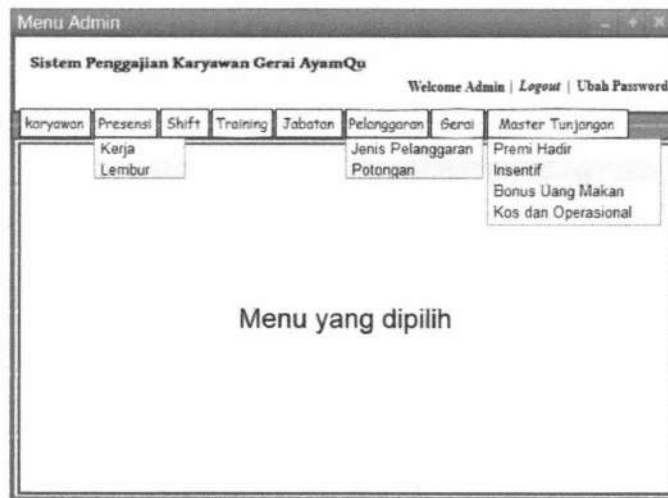 Menu Admin
Sistem Penggajian Karyawan Gerai AyamQu
Welcome Admin | Logout | Ubah Password
karyawan Presensi Shift Training Jabatan Pelanggaran Gerai Master Tunjangan
Kerja Jenis Pelanggaran Premi Hadir
Lembur Potongan Insentif
Bonus Uang Makan
Kos dan Operasional
Menu yang dipilih